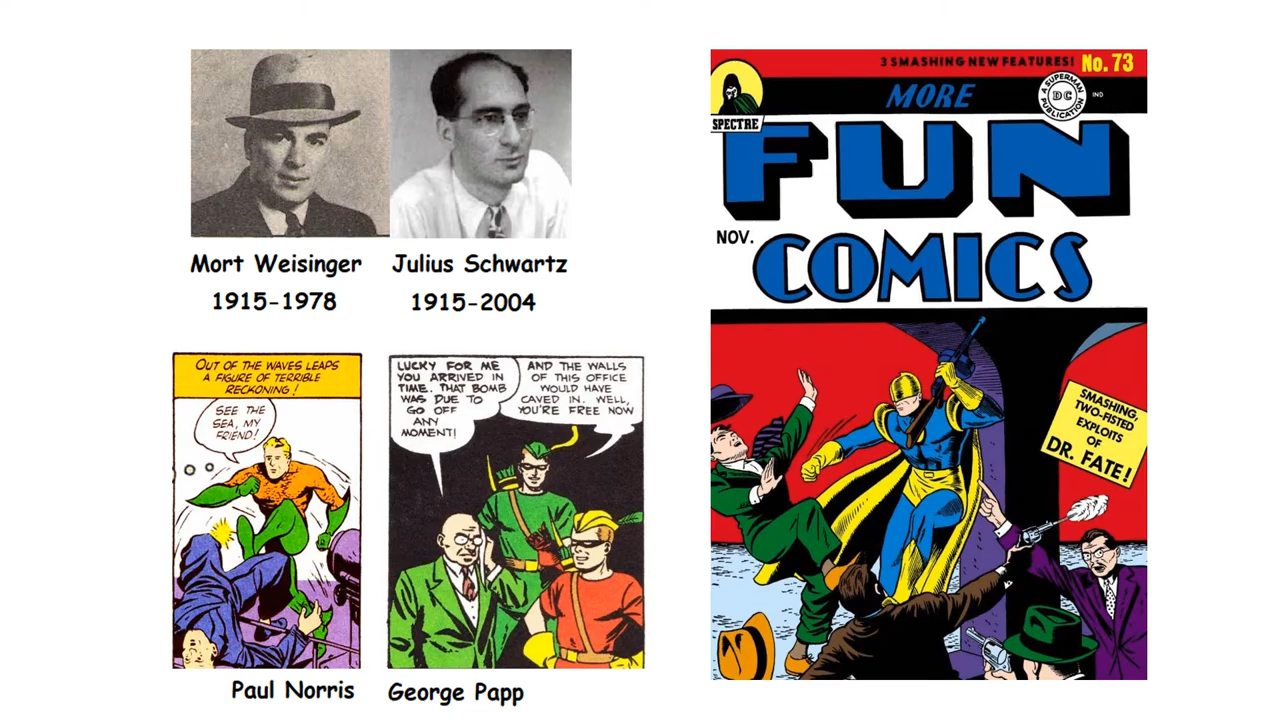 Mort Weisinger
1915-1978
Julius Schwartz
1915-2004
OUT OF THE WAVES LEAPS
A FIGURE OF TERRIBLE
RECKONING!
SEE THE
SEA, MY
FRIEND!
Paul Norris
LUCKY FOR ME
YOU ARRIVED IN
TIME. THAT BOMB
WAS DUE TO
GO OFF
ANY
MOMENT!
AND THE WALLS
OF THIS OFFICE
WOULD HAVE
CAVED IN. WELL,
YOU'RE FREE NOW
George Papp
3 SMASHING NEW FEATURES! No. 73
SPECTRE
MORE
A SUPERMAN
DC
PUBLICATION
IND
FUN
NOV.
COMICS
SMASHING,
TWO-FISTED
EXPLOITS
OF
DR. FATE!